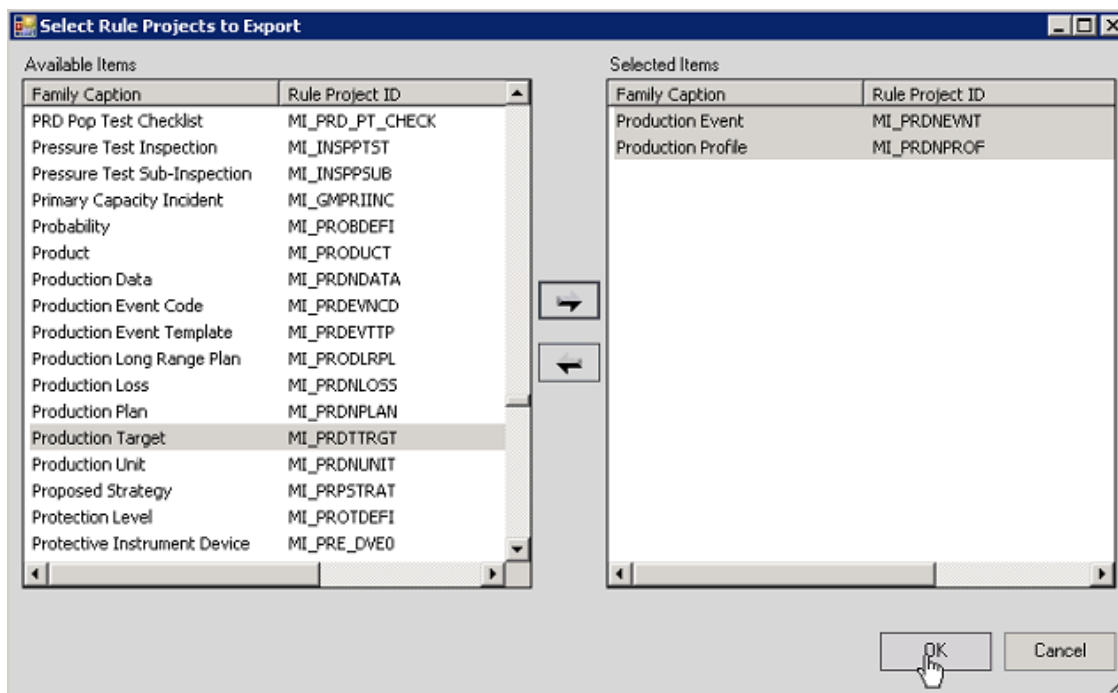 Select Rule Projects to Export
Available Items
Family Caption Rule Project ID
PRD Pop Test Checklist MI_PRD_PT_CHECK
Pressure Test Inspection MI_INSPPTST
Pressure Test Sub-Inspection MI_INSPPSUB
Primary Capacity Incident MI_GMPRIINC
Probability MI_PROBDEFI
Product MI_PRODUCT
Production Data MI_PRDNDATA
Production Event Code MI_PRDEVNCD
Production Event Template MI_PRDEVTTP
Production Long Range Plan MI_PRODLRPL
Production Loss MI_PRDNLOSS
Production Plan MI_PRDNPLAN
Production Target MI_PRDTTRGT
Production Unit MI_PRDNUNIT
Proposed Strategy MI_PRPSTRAT
Protection Level MI_PROTDEFI
Protective Instrument Device MI_PRE_DVE0
Selected Items
Family Caption Rule Project ID
Production Event MI_PRDNEVNT
Production Profile MI_PRDNPROF
OK Cancel